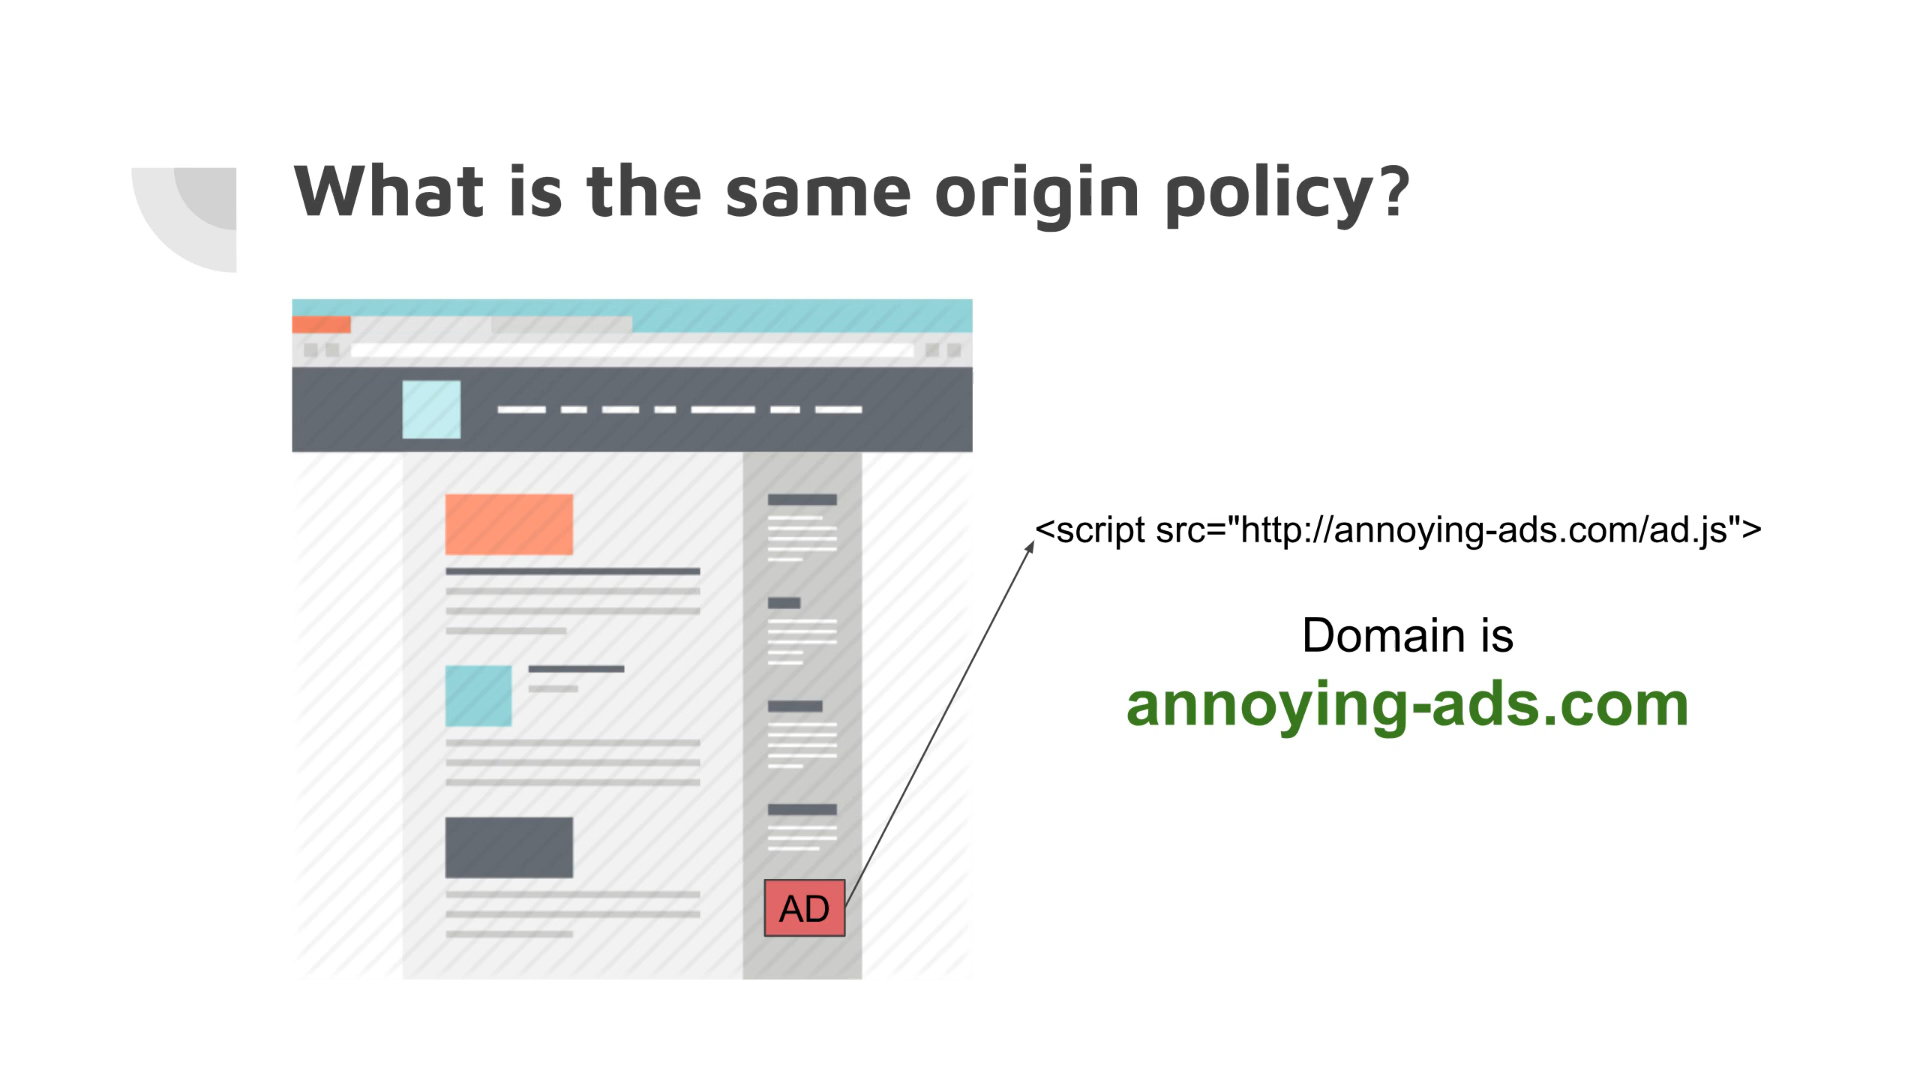 What is the same origin policy?
<script src="http://annoying-ads.com/ad.js">
Domain is
annoying-ads.com
AD